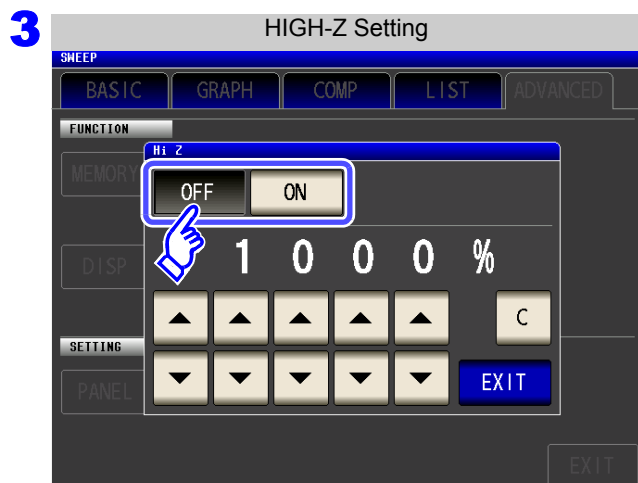 3
HIGH-Z Setting
SWEEP
BASIC GRAPH COMP LIST ADVANCED
FUNCTION
Hi Z
MEMORY
OFF ON
DISP
1 0 0 0 %
C
SETTING
PANEL
EXIT
EXIT